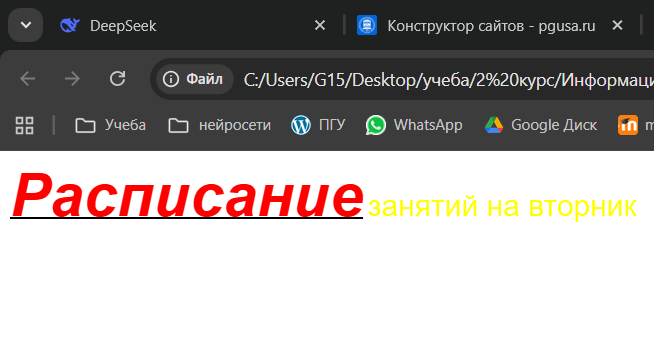 DeepSeek
Конструктор сайтов - pgusa.ru
Файл
C:/Users/G15/Desktop/учеба/2%20курс/Информаци
Учеба
нейросети
ПГУ
WhatsApp
Google Диск
m
Расписание занятий на вторник